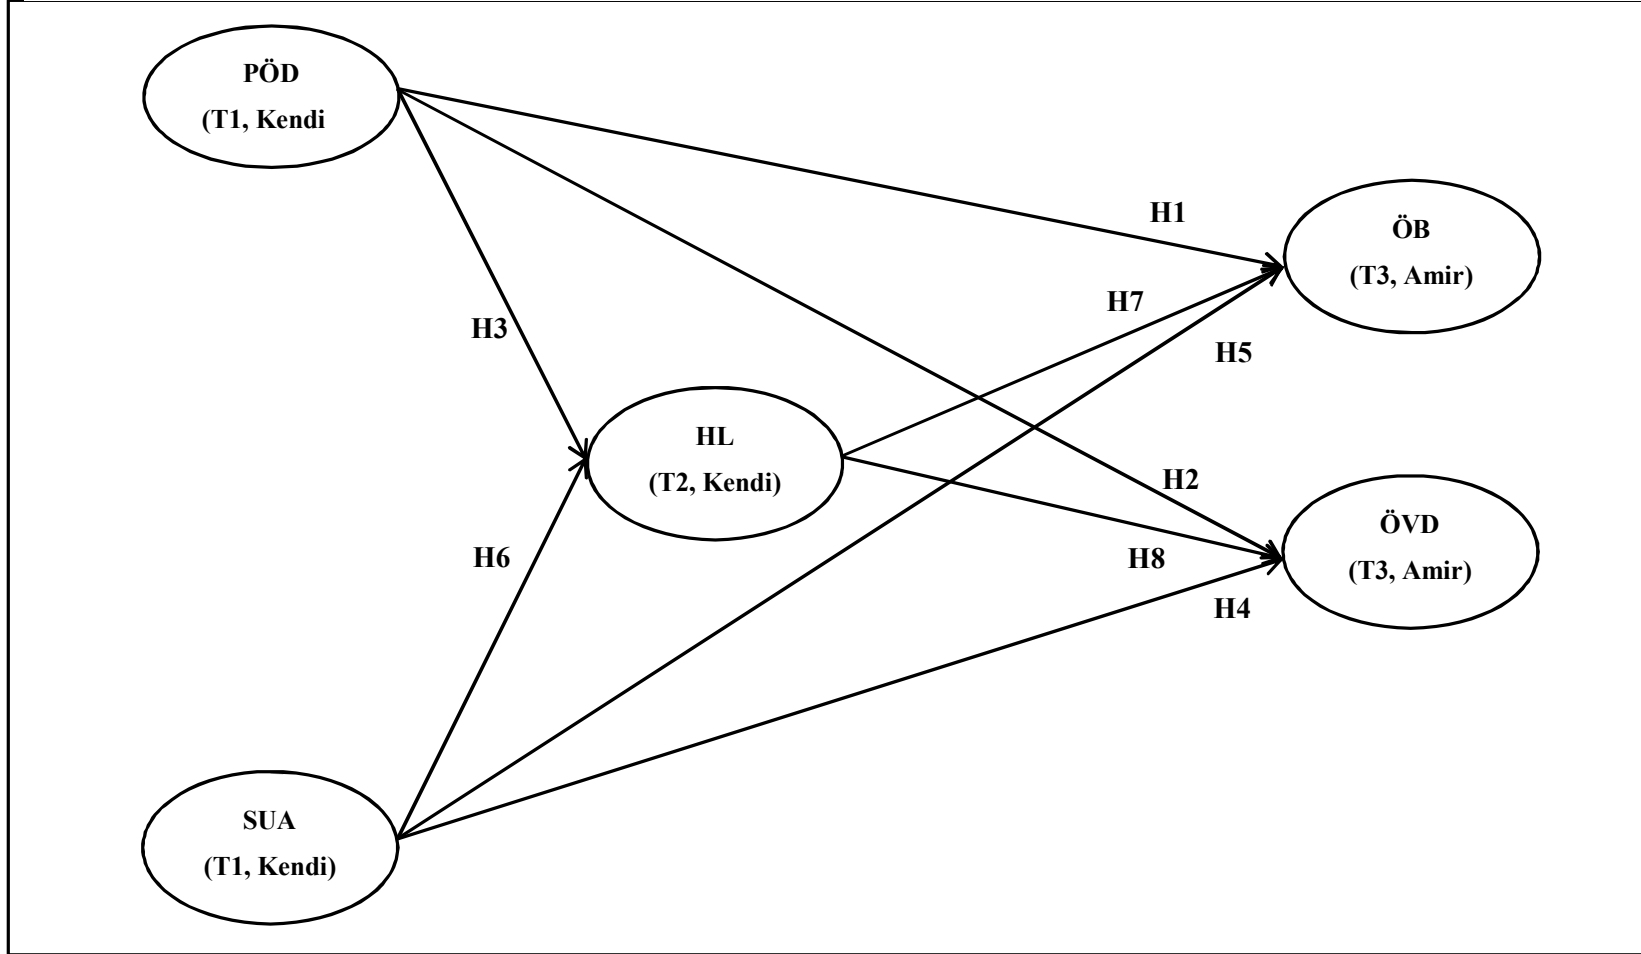 PÖD
(T1, Kendi
H1
ÖB
(T3, Amir)
H7
H3
H5
HL
(T2, Kendi)
H2
ÖVD
(T3, Amir)
H6
H8
H4
SUA
(T1, Kendi)